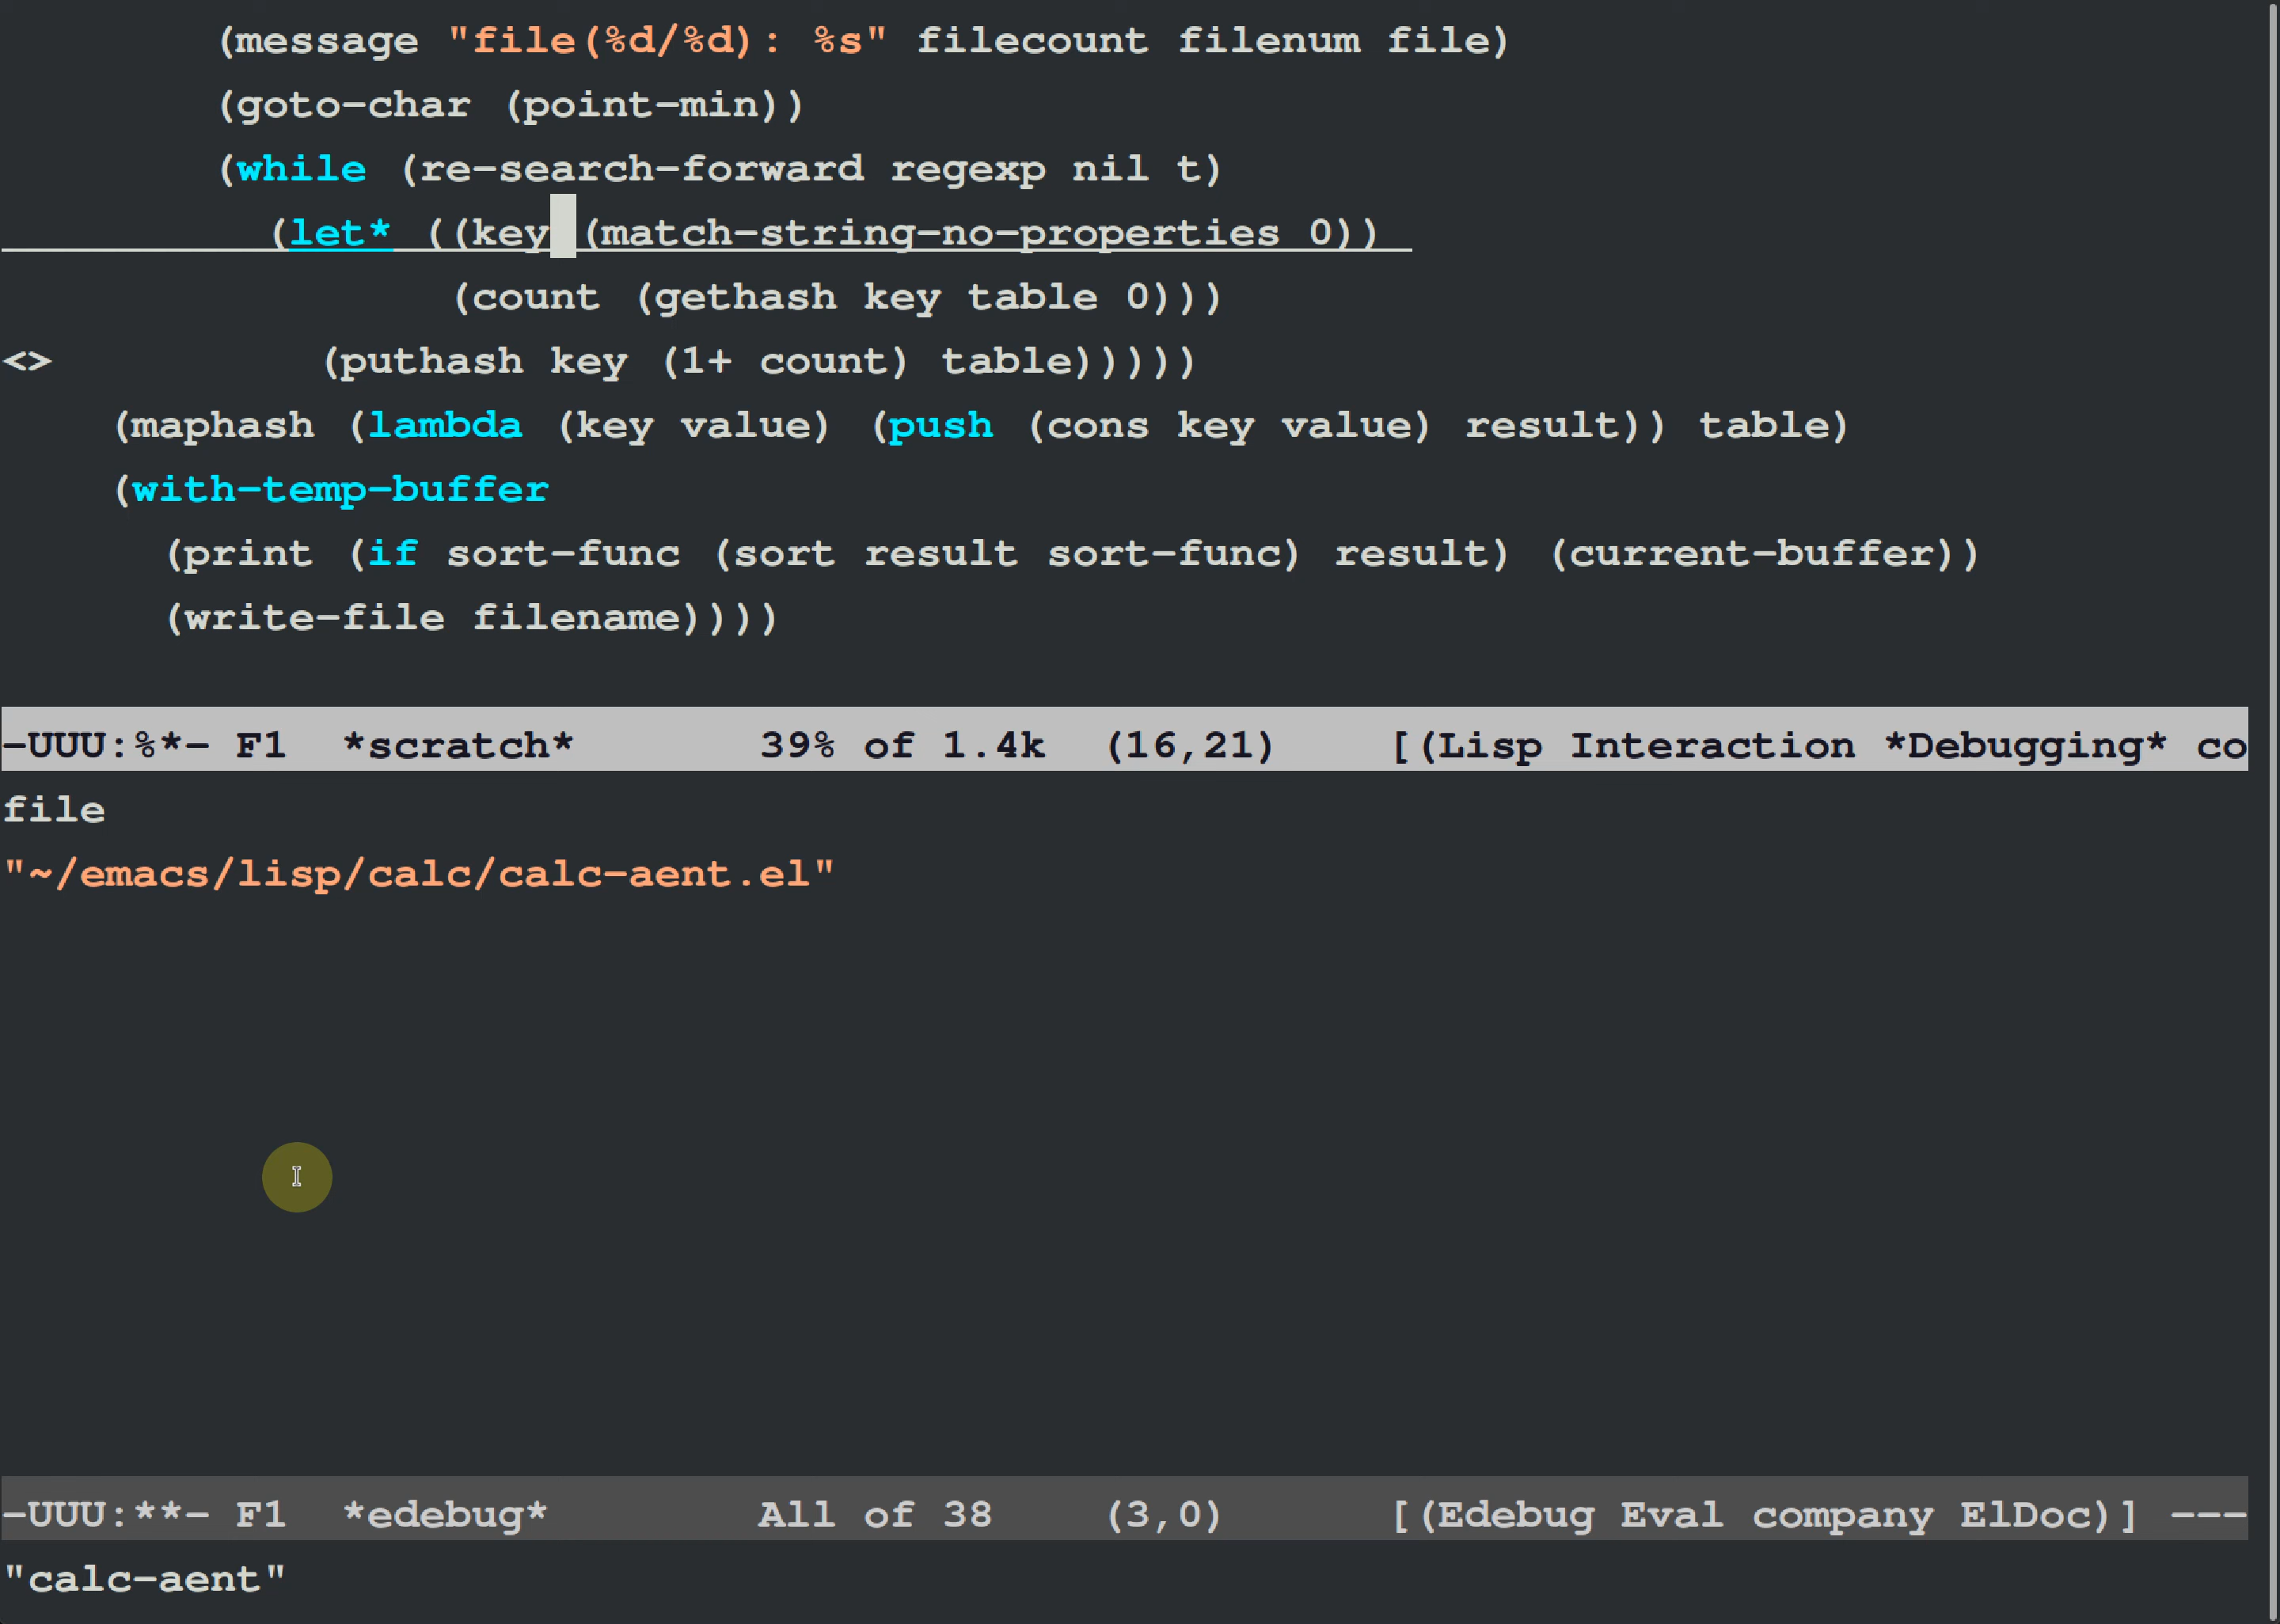 (message "file(%d/%d): %s" filecount filenum file)
(goto-char (point-min))
(while (re-search-forward regexp nil t)
(let* ((key (match-string-no-properties 0))
(count (gethash key table 0)))
<> (puthash key (1+ count) table)))))
(maphash (lambda (key value) (push (cons key value) result)) table)
(with-temp-buffer
(print (if sort-func (sort result sort-func) result) (current-buffer))
(write-file filename))))
-UUU:%*- F1 *scratch* 39% of 1.4k (16,21) [(Lisp Interaction *Debugging* co
file
"~/emacs/lisp/calc/calc-aent.el"
-UUU:**- F1 *edebug* All of 38 (3,0) [(Edebug Eval company ElDoc)] ---
"calc-aent"